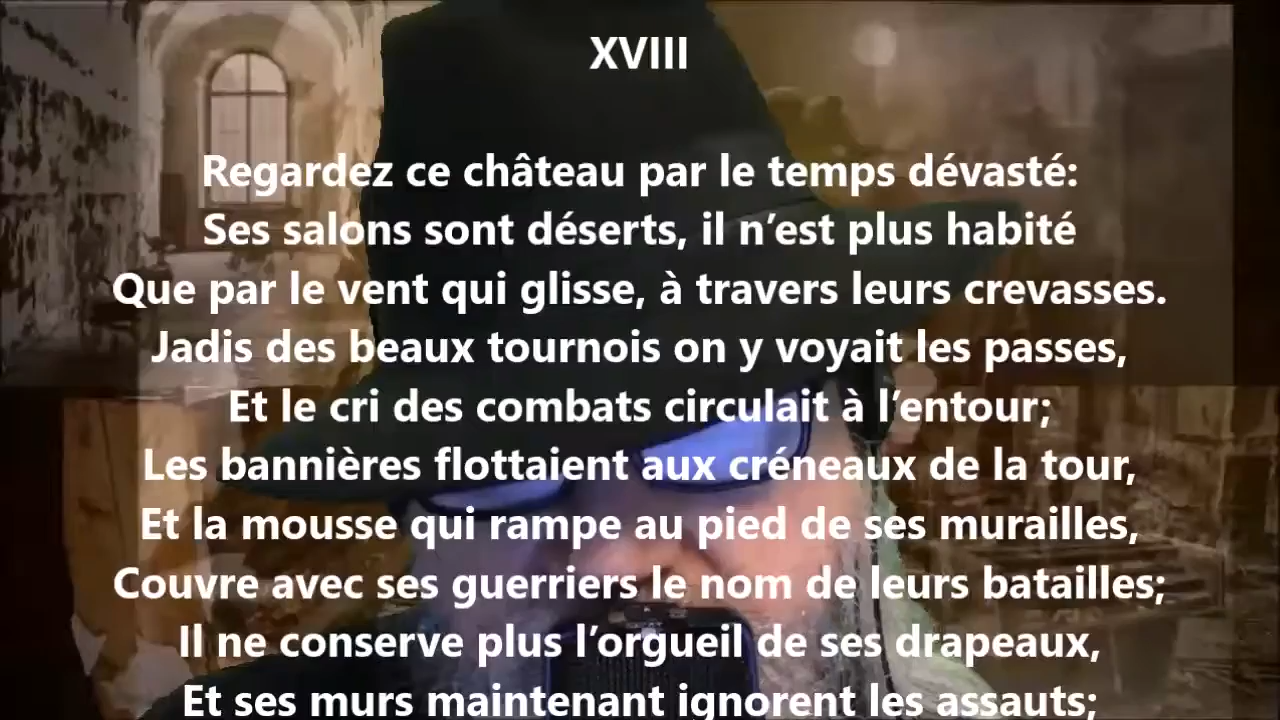 XVIII
Regardez ce château par le temps dévasté:
Ses salons sont déserts, il n’est plus habité
Que par le vent qui glisse, à travers leurs crevasses.
Jadis des beaux tournois on y voyait les passes,
Et le cri des combats circulait à l’entour;
Les bannières flottaient aux créneaux de la tour,
Et la mousse qui rampe au pied de ses murailles,
Couvre avec ses guerriers le nom de leurs batailles;
Il ne conserve plus l’orgueil de ses drapeaux,
Et ses murs maintenant ignorent les assauts;